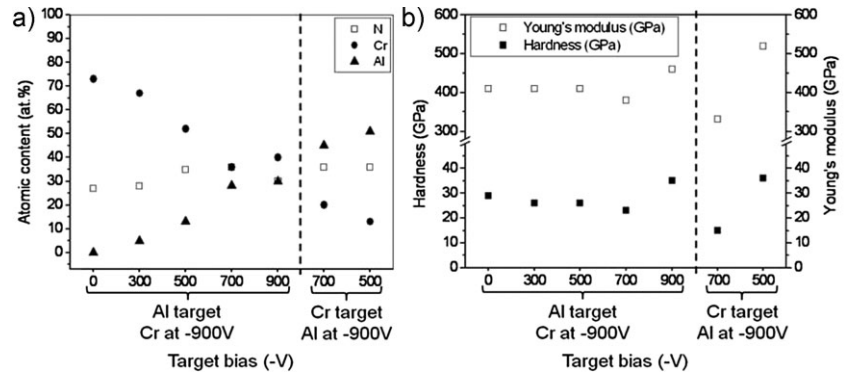 a)
Atomic content (at.%)
100
90
80
70
60
50
40
30
20
10
0
N
Cr
Al
0 300 500 700 900 700 500
Al target
Cr at -900V
Cr target
Al at -900V
Target bias (-V)
b)
Hardness (GPa)
600
500
400
300
40
30
20
10
0
Young's modulus (GPa)
Hardness (GPa)
600
500
400
300
40
30
20
10
0
Young's modulus (GPa)
0 300 500 700 900 700 500
Al target
Cr at -900V
Cr target
Al at -900V
Target bias (-V)